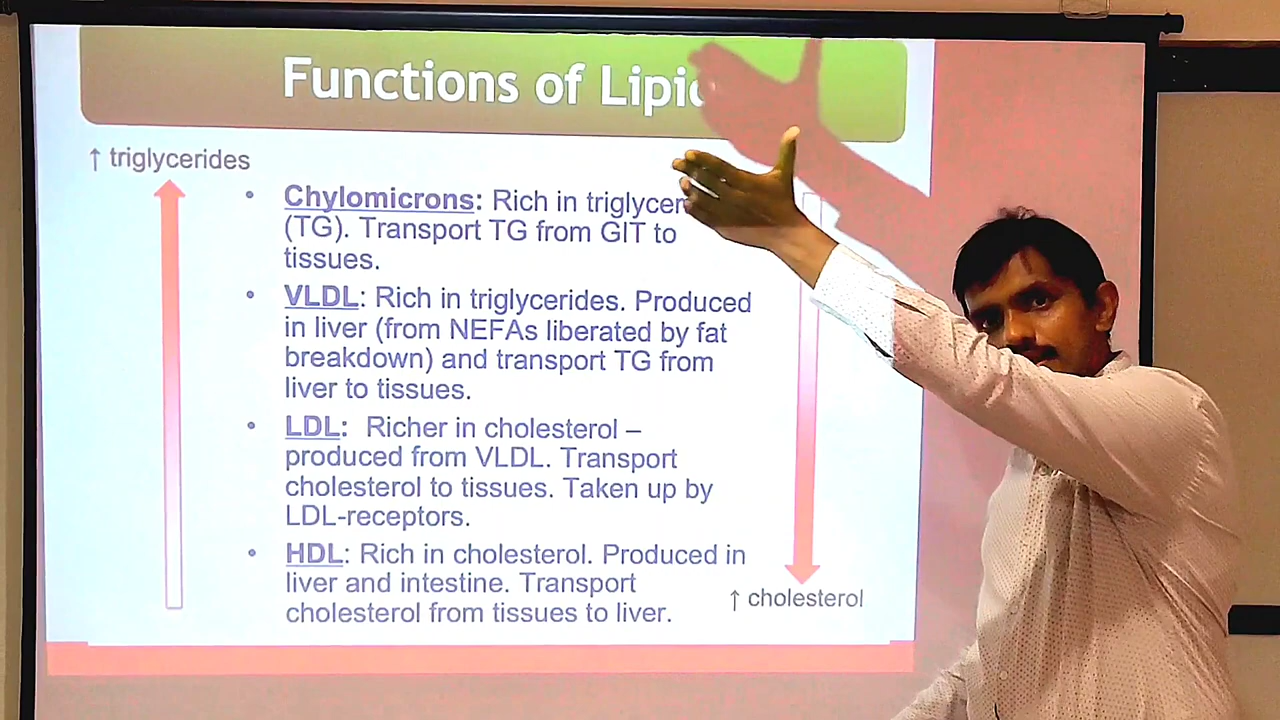 Functions of Lipi
↑ triglycerides
• Chylomicrons: Rich in triglycer
(TG). Transport TG from GIT to
tissues.
• VLDL: Rich in triglycerides. Produced
in liver (from NEFAs liberated by fat
breakdown) and transport TG from
liver to tissues.
• LDL: Richer in cholesterol –
produced from VLDL. Transport
cholesterol to tissues. Taken up by
LDL-receptors.
• HDL: Rich in cholesterol. Produced in
liver and intestine. Transport
cholesterol from tissues to liver.
↑ cholesterol